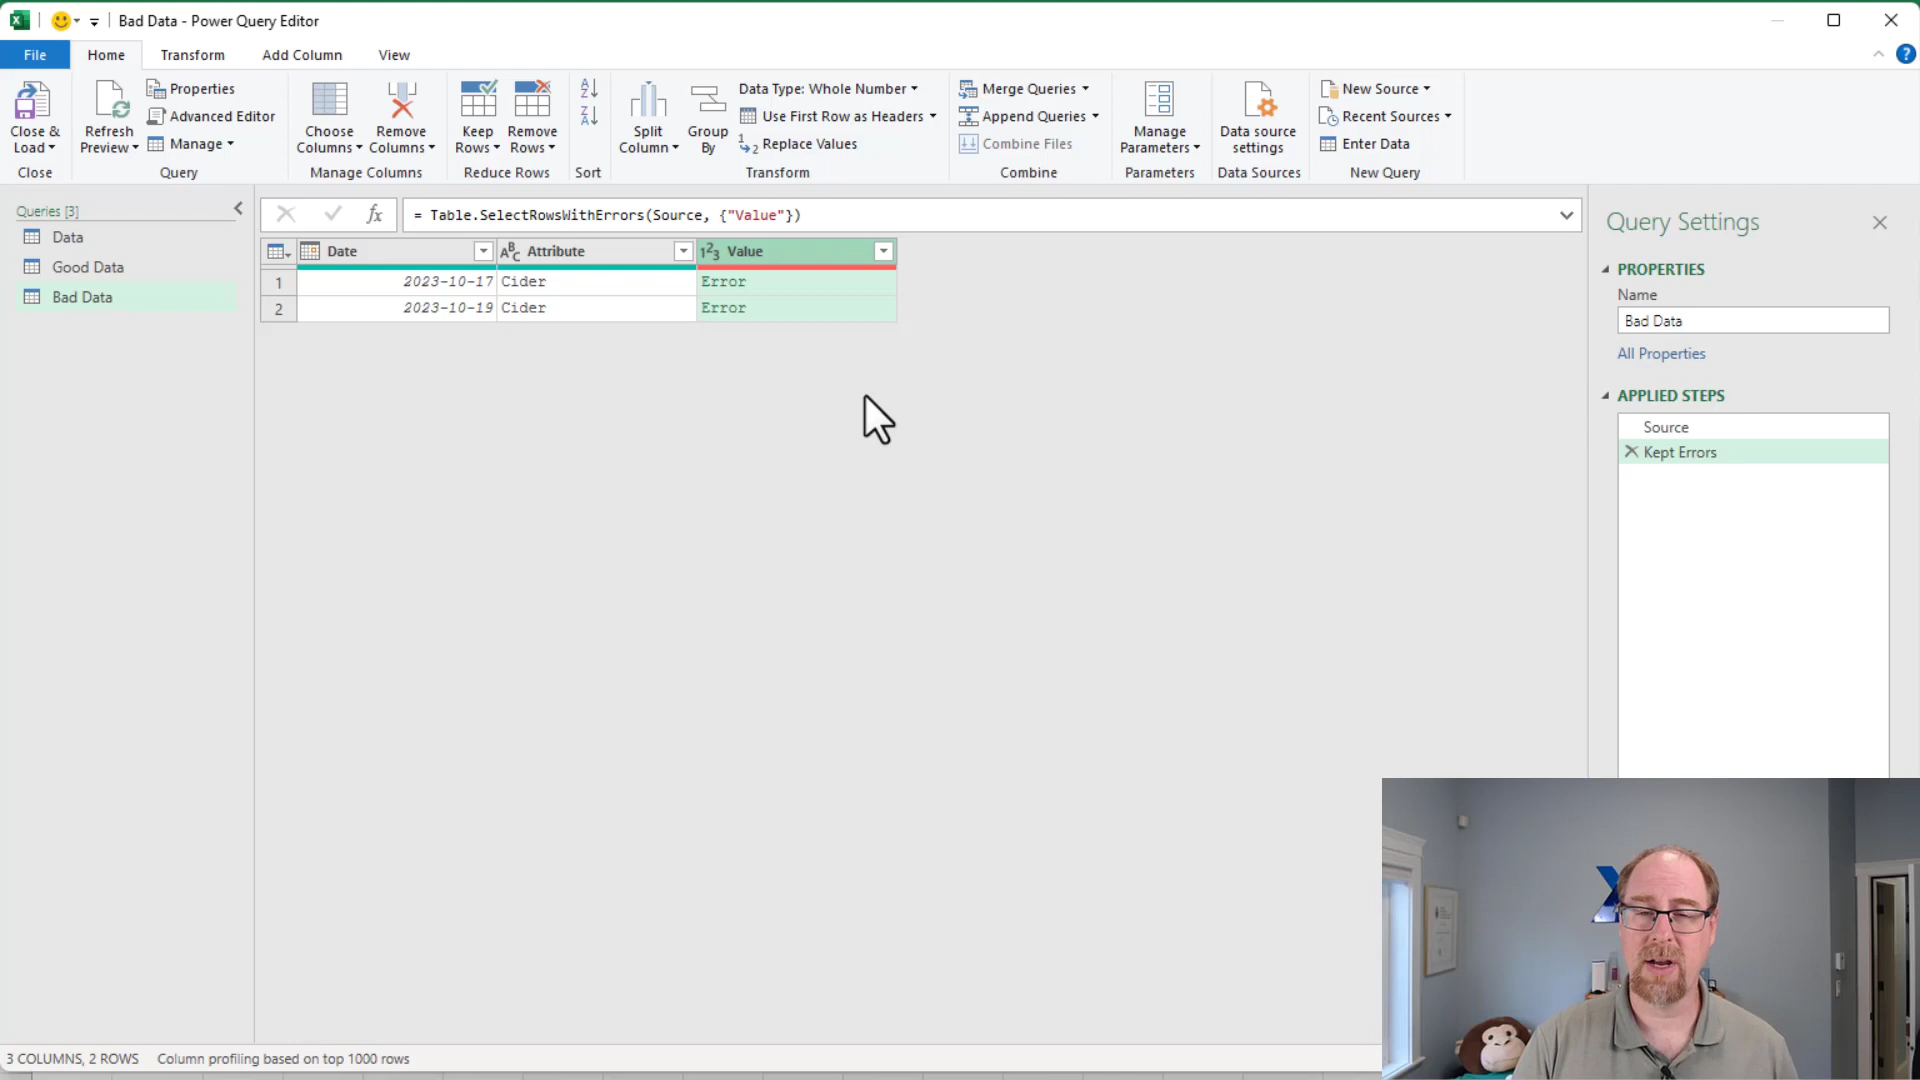 Bad Data - Power Query Editor
File Home Transform Add Column View
Close & Load
Close
Refresh Preview
Properties
Advanced Editor
Manage
Query
Choose Columns
Remove Columns
Manage Columns
Keep Rows
Remove Rows
Reduce Rows
Sort
Split Column
Group By
Data Type: Whole Number
Use First Row as Headers
Replace Values
Transform
Merge Queries
Append Queries
Combine Files
Combine
Manage Parameters
Parameters
Data source settings
Data Sources
New Source
Recent Sources
Enter Data
New Query
Queries [3]
Data
Good Data
Bad Data
fx = Table.SelectRowsWithErrors(Source, {"Value"})
Date ABC Attribute 123 Value
1 2023-10-17 Cider Error
2 2023-10-19 Cider Error
Query Settings
PROPERTIES
Name
Bad Data
All Properties
APPLIED STEPS
Source
Kept Errors
3 COLUMNS, 2 ROWS Column profiling based on top 1000 rows